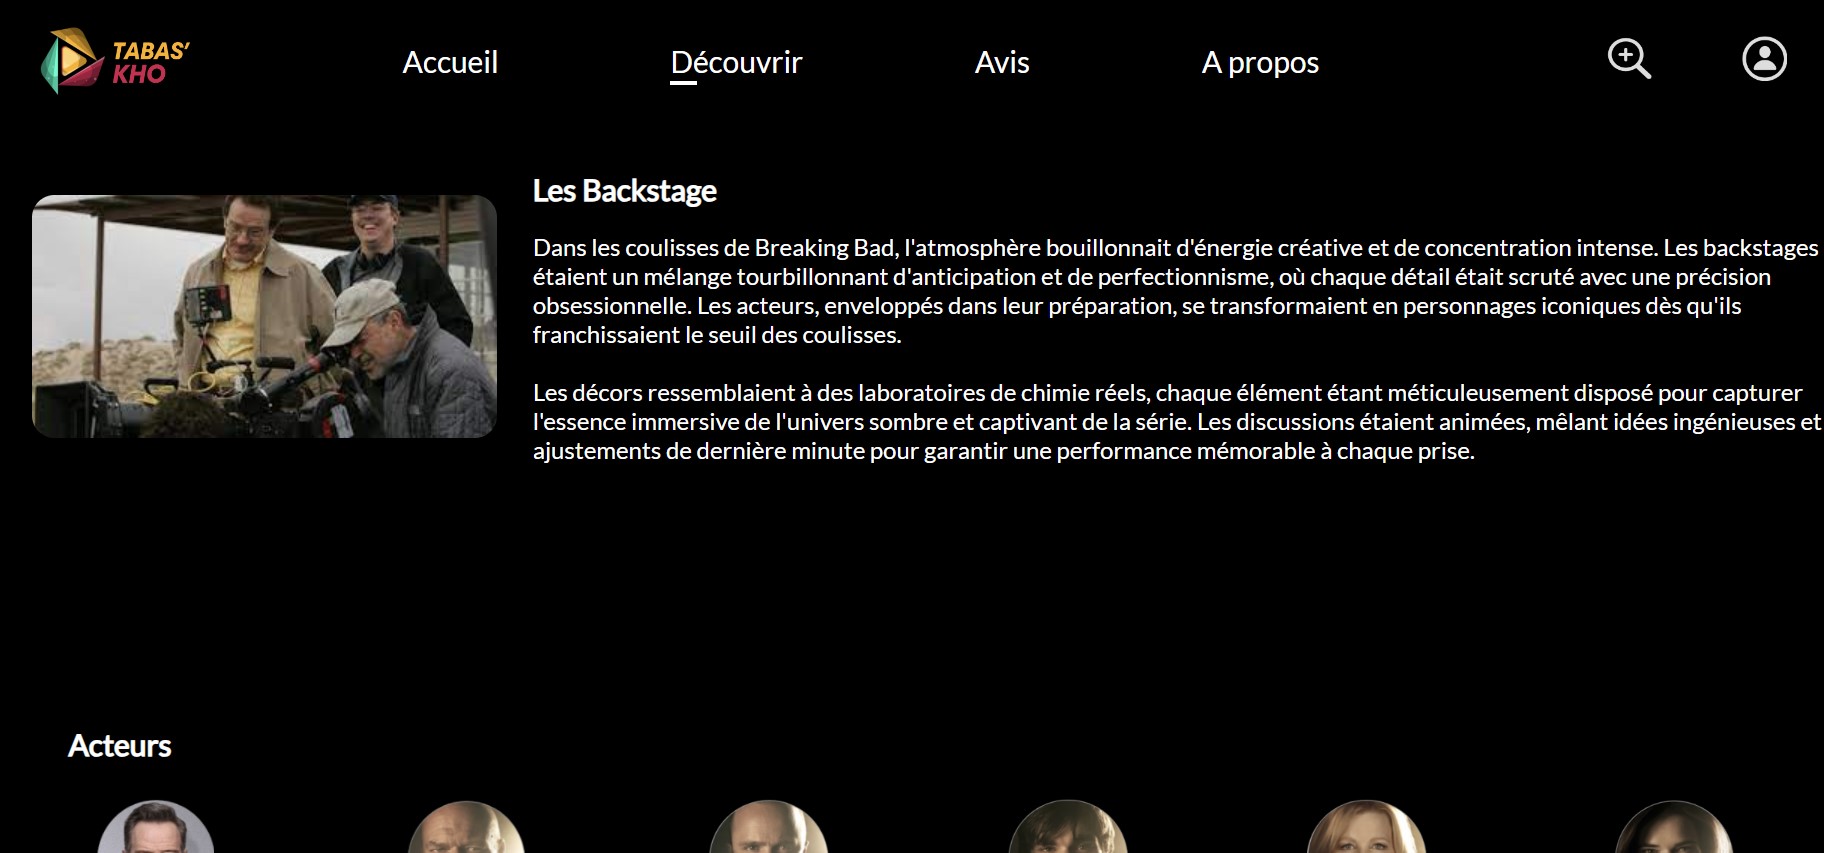 TABAS'
KHO
Accueil
Découvrir
Avis
A propos
Les Backstage
Dans les coulisses de Breaking Bad, l'atmosphère bouillonnait d'énergie créative et de concentration intense. Les backstages
étaient un mélange tourbillonnant d'anticipation et de perfectionnisme, où chaque détail était scruté avec une précision
obsessionnelle. Les acteurs, enveloppés dans leur préparation, se transformaient en personnages iconiques dès qu'ils
franchissaient le seuil des coulisses.
Les décors ressemblaient à des laboratoires de chimie réels, chaque élément étant méticuleusement disposé pour capturer
l'essence immersive de l'univers sombre et captivant de la série. Les discussions étaient animées, mêlant idées ingénieuses et
ajustements de dernière minute pour garantir une performance mémorable à chaque prise.
Acteurs